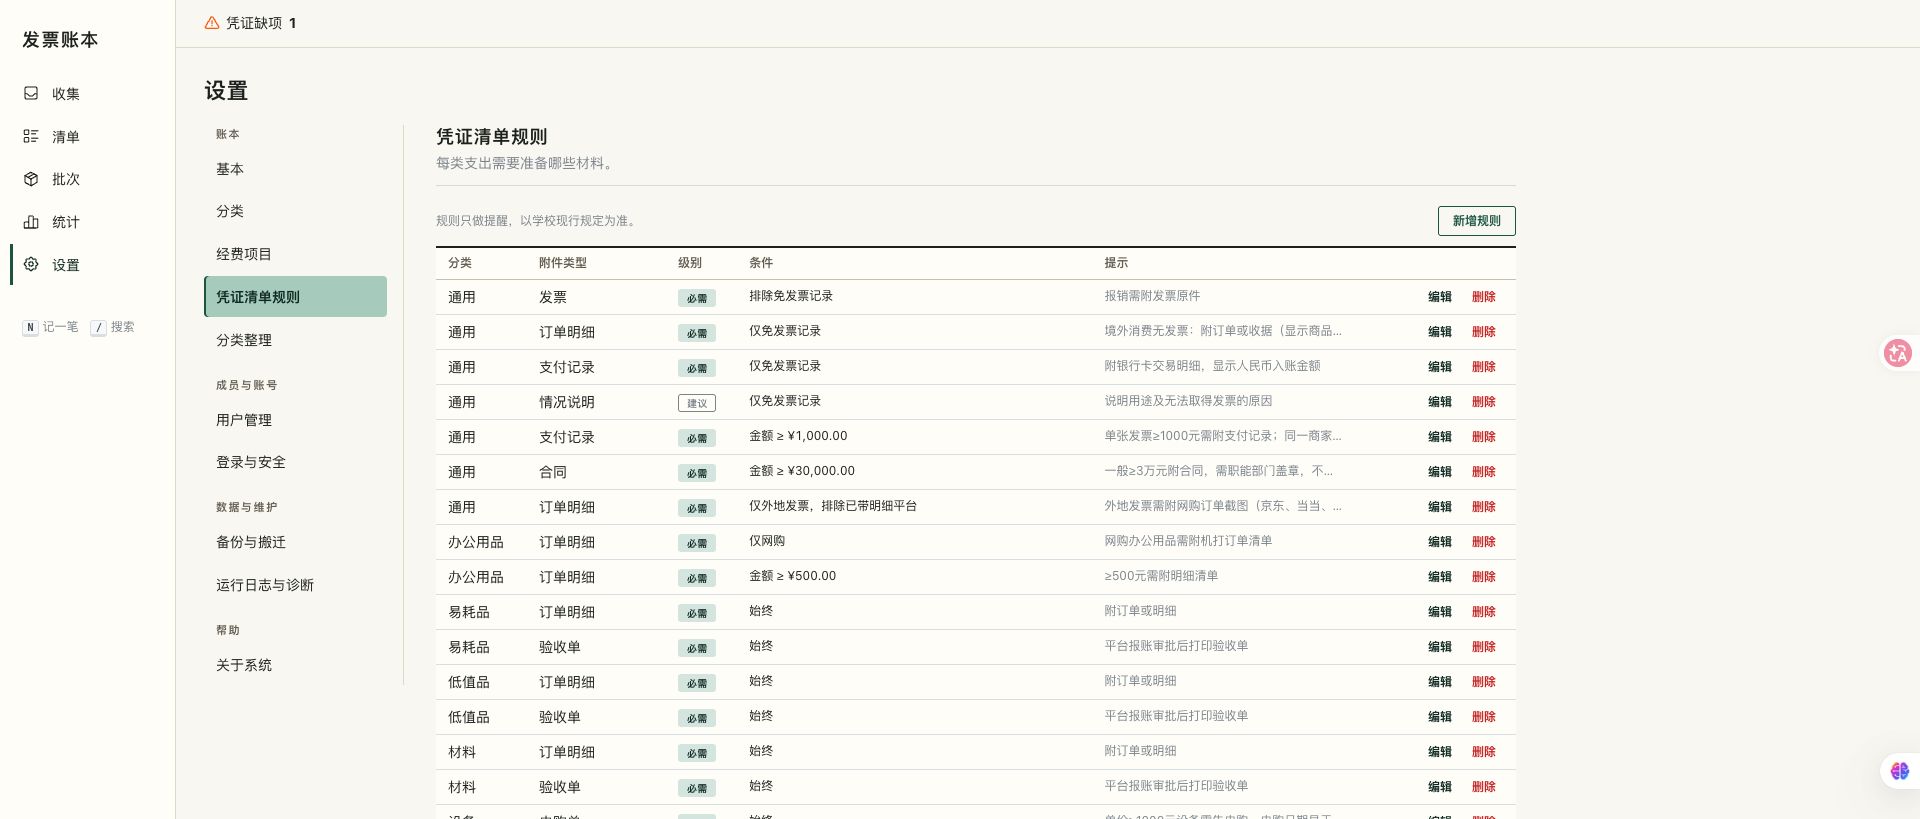 发票账本
收集
清单
批次
统计
设置
N 记一笔 / 搜索
凭证缺项 1
设置
账本
基本
分类
经费项目
凭证清单规则
分类整理
成员与账号
用户管理
登录与安全
数据与维护
备份与搬迁
运行日志与诊断
帮助
关于系统
凭证清单规则
每类支出需要准备哪些材料。
规则只做提醒，以学校现行规定为准。 新增规则
分类 附件类型 级别 条件 提示
通用 发票 必需 排除免发票记录 报销需附发票原件 编辑 删除
通用 订单明细 必需 仅免发票记录 境外消费无发票：附订单或收据（显示商品... 编辑 删除
通用 支付记录 必需 仅免发票记录 附银行卡交易明细，显示人民币入账金额 编辑 删除
通用 情况说明 建议 仅免发票记录 说明用途及无法取得发票的原因 编辑 删除
通用 支付记录 必需 金额 ≥ ¥1,000.00 单张发票≥1000元需附支付记录；同一商家... 编辑 删除
通用 合同 必需 金额 ≥ ¥30,000.00 一般≥3万元附合同，需职能部门盖章，不... 编辑 删除
通用 订单明细 必需 仅外地发票，排除已带明细平台 外地发票需附网购订单截图（京东、当当、... 编辑 删除
办公用品 订单明细 必需 仅网购 网购办公用品需附机打订单清单 编辑 删除
办公用品 订单明细 必需 金额 ≥ ¥500.00 ≥500元需附明细清单 编辑 删除
易耗品 订单明细 必需 始终 附订单或明细 编辑 删除
易耗品 验收单 必需 始终 平台报账审批后打印验收单 编辑 删除
低值品 订单明细 必需 始终 附订单或明细 编辑 删除
低值品 验收单 必需 始终 平台报账审批后打印验收单 编辑 删除
材料 订单明细 必需 始终 附订单或明细 编辑 删除
材料 验收单 必需 始终 平台报账审批后打印验收单 编辑 删除